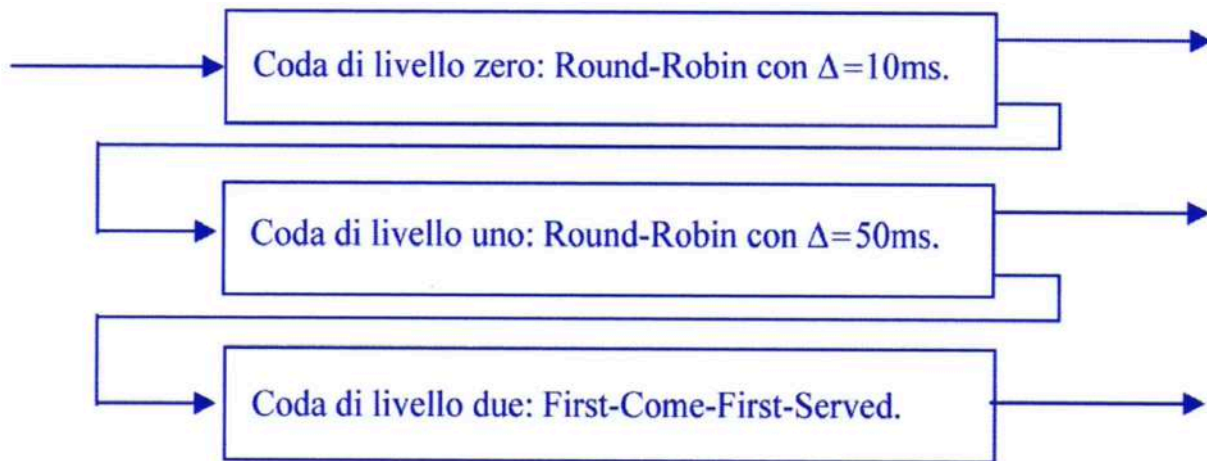 Coda di livello zero: Round-Robin con Δ=10ms.
Coda di livello uno: Round-Robin con Δ=50ms.
Coda di livello due: First-Come-First-Served.